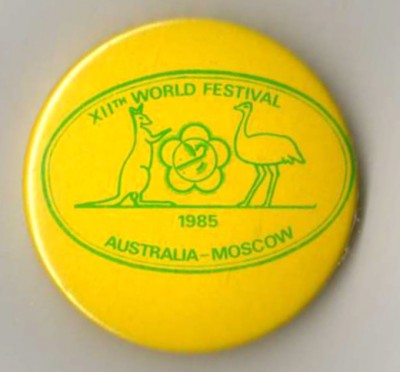 XIITH WORLD FESTIVAL
1985
AUSTRALIA-MOSCOW